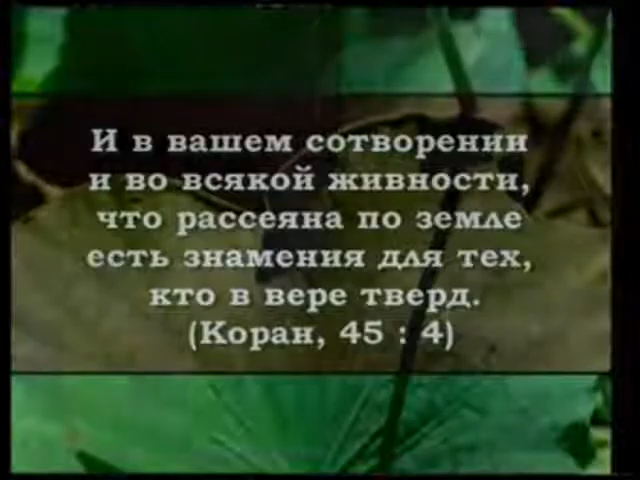 И в вашем сотворении
и во всякой живности,
что рассеяна по земле
есть знамения для тех,
кто в вере тверд.
(Коран, 45 : 4)